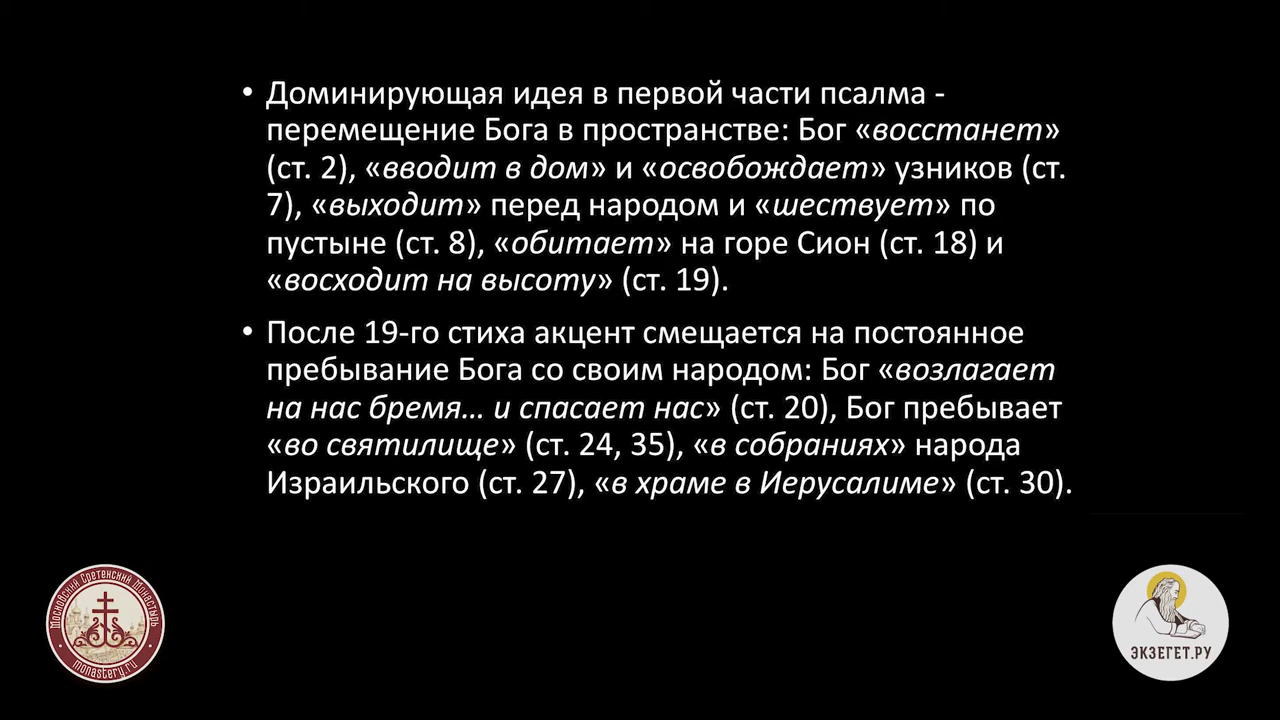 • Доминирующая идея в первой части псалма -
перемещение Бога в пространстве: Бог «восстанет»
(ст. 2), «вводит в дом» и «освобождает» узников (ст.
7), «выходит» перед народом и «шествует» по
пустыне (ст. 8), «обитает» на горе Сион (ст. 18) и
«восходит на высоту» (ст. 19).
• После 19-го стиха акцент смещается на постоянное
пребывание Бога со своим народом: Бог «возлагает
на нас бремя… и спасает нас» (ст. 20), Бог пребывает
«во святилище» (ст. 24, 35), «в собраниях» народа
Израильского (ст. 27), «в храме в Иерусалиме» (ст. 30).
Московский Сретенский Монастырь
monastery.ru
ЭКЗЕГЕТ.РУ